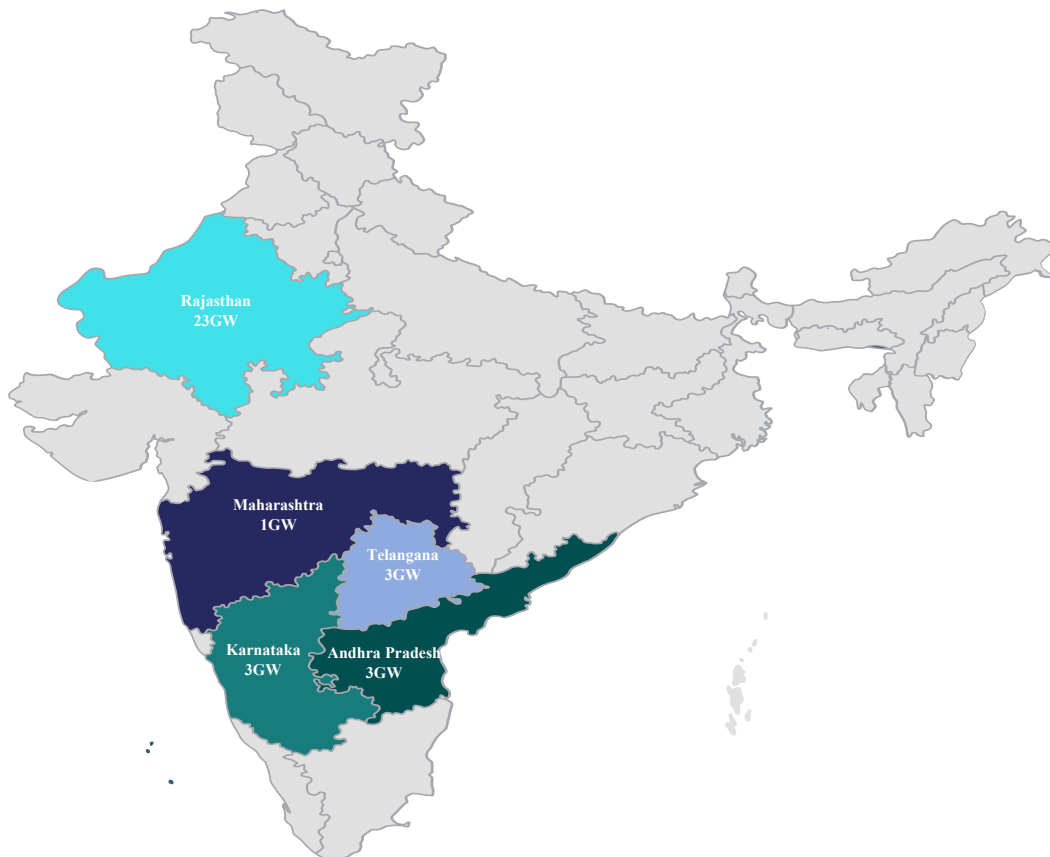 Rajasthan
23GW
Maharashtra
1GW
Telangana
3GW
Karnataka
3GW
Andhra Pradesh
3GW